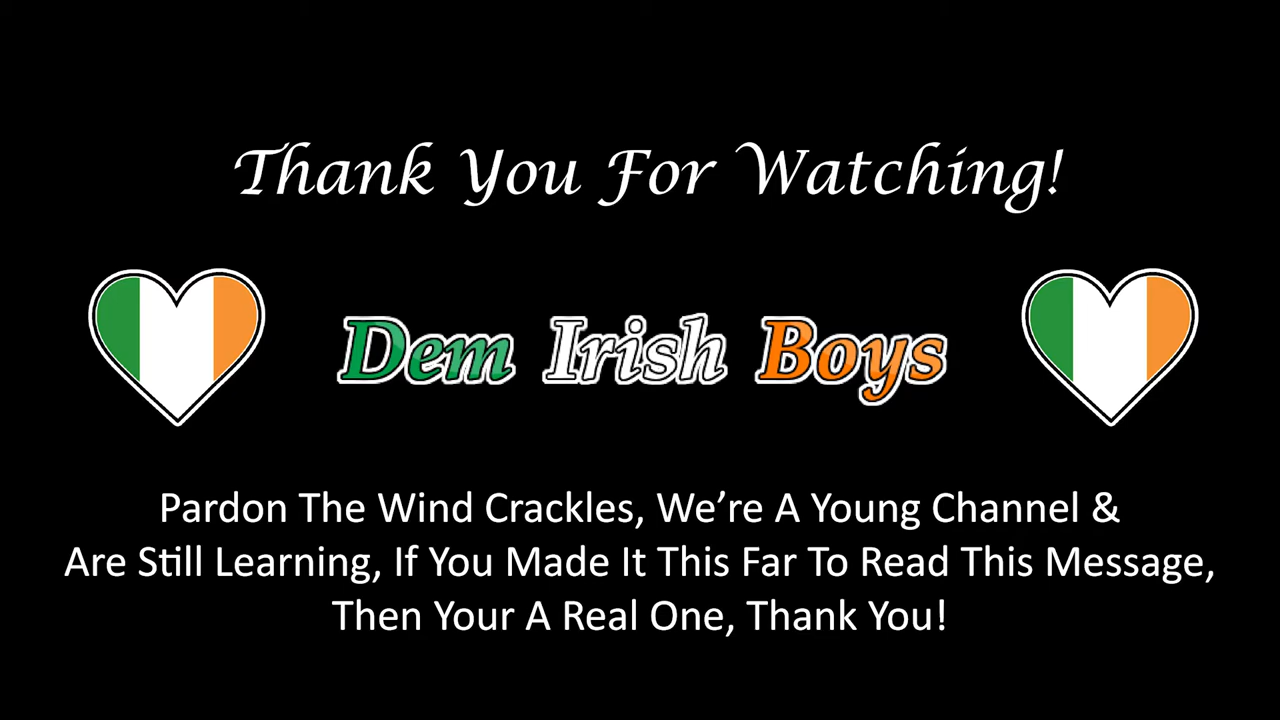 Thank You For Watching!
Dem Irish Boys
Pardon The Wind Crackles, We’re A Young Channel &
Are Still Learning, If You Made It This Far To Read This Message,
Then Your A Real One, Thank You!